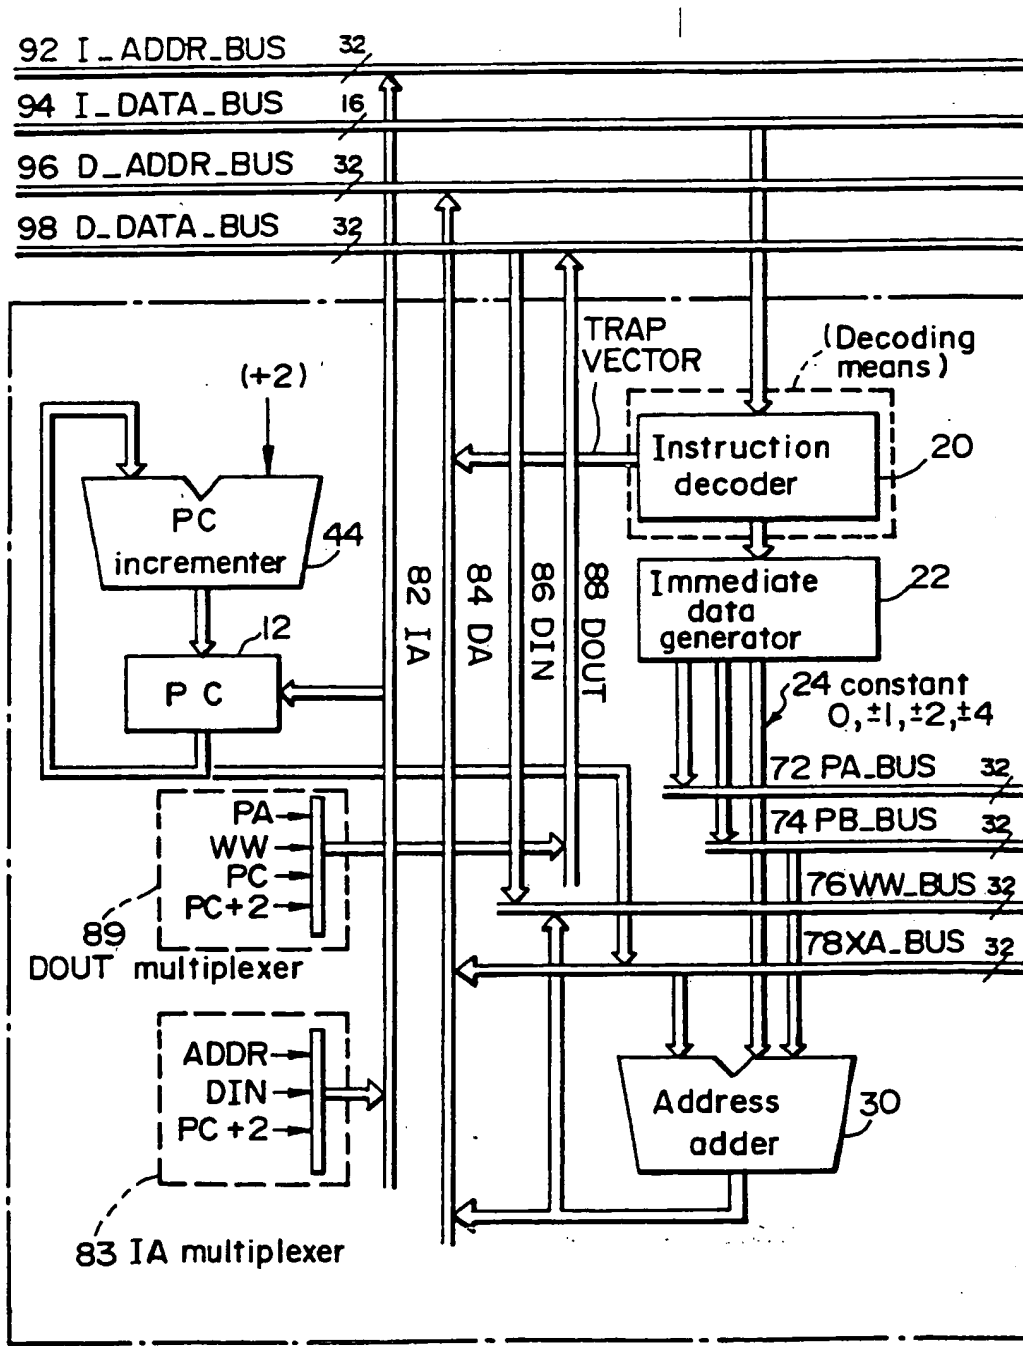 92 I_ADDR_BUS 32
94 I_DATA_BUS 16
96 D_ADDR_BUS 32
98 D_DATA_BUS 32
TRAP
VECTOR
(Decoding
means)
(+2)
Instruction
decoder
20
PC
incrementer
44
Immediate
data
generator
22
82 IA
84 DA
86 DIN
88 DOUT
12
PC
24 constant
0,±1,±2,±4
72 PA_BUS 32
74 PB_BUS 32
76 WW_BUS 32
78 XA_BUS 32
PA
WW
PC
PC+2
89
DOUT multiplexer
ADDR
DIN
PC+2
83 IA multiplexer
Address
adder
30